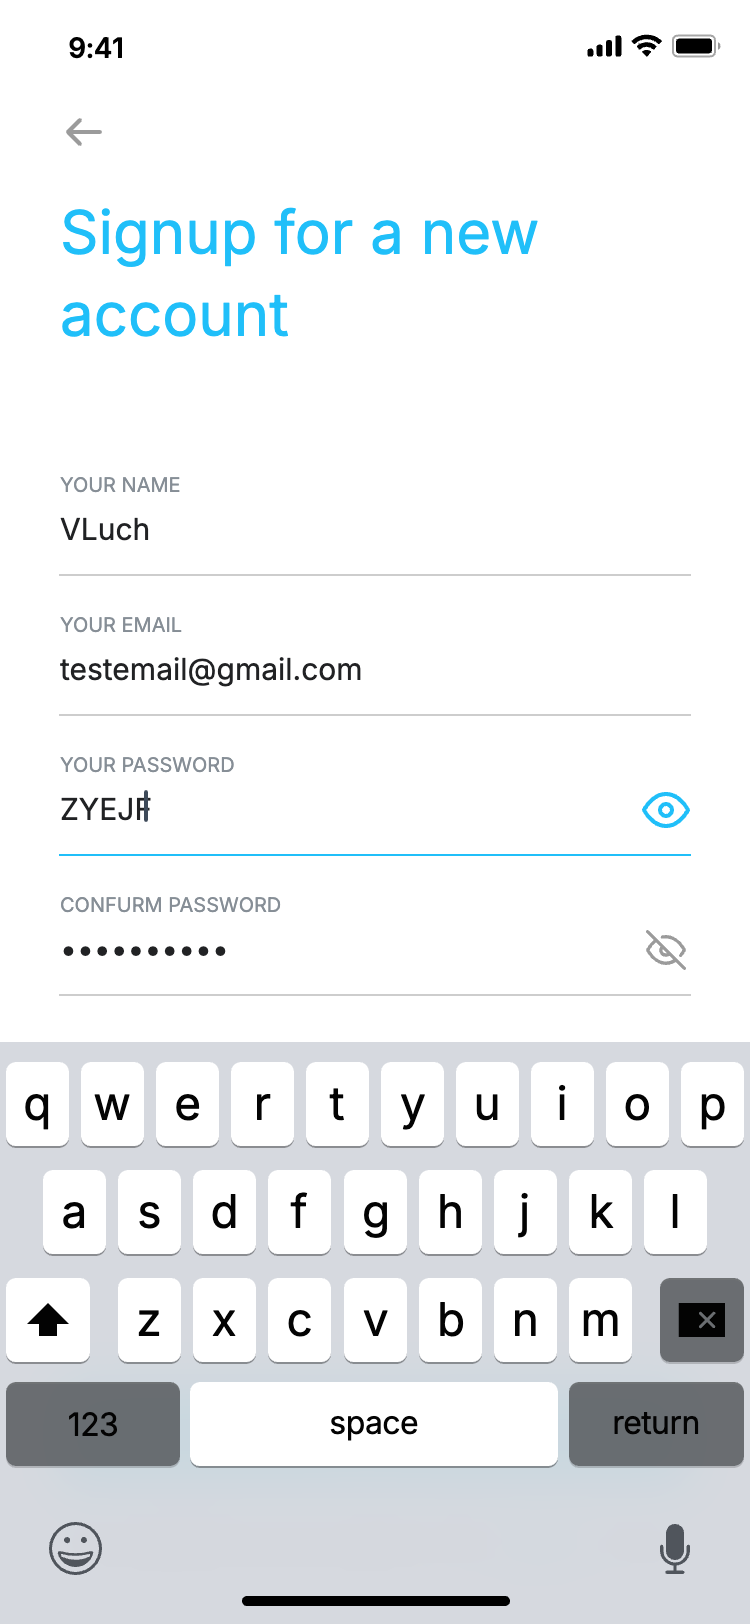 9:41
Signup for a new
account
YOUR NAME
VLuch
YOUR EMAIL
testemail@gmail.com
YOUR PASSWORD
ZYEJF
CONFURM PASSWORD
••••••••••
q w e r t y u i o p
a s d f g h j k l
z x c v b n m
123 space return